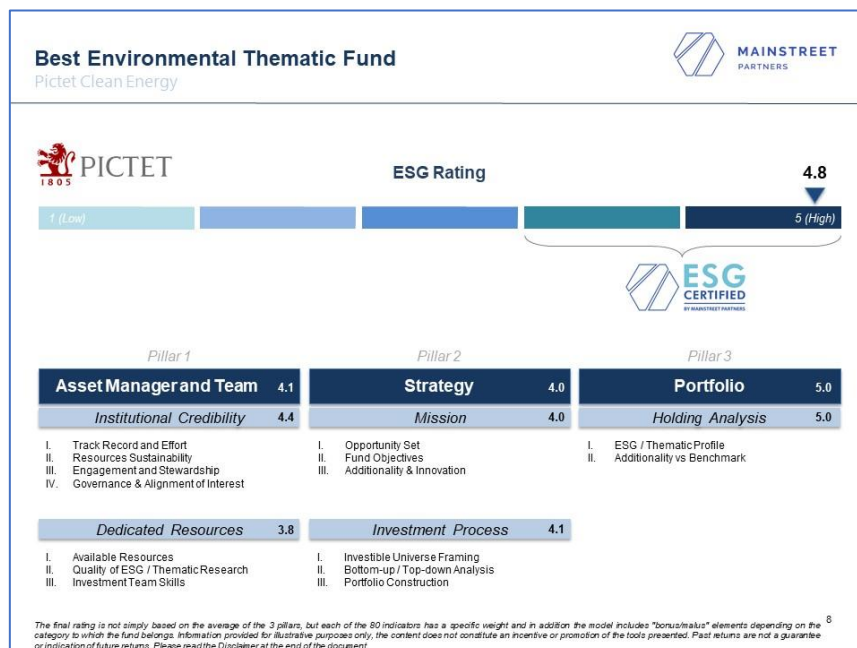 Best Environmental Thematic Fund
Pictet Clean Energy
MAINSTREET
PARTNERS
PICTET
1805
ESG Rating
4.8
1 (Low)
5 (High)
ESG
CERTIFIED
BY MAINSTREET PARTNERS
Pillar 1
Asset Manager and Team 4.1
Institutional Credibility 4.4
I. Track Record and Effort
II. Resources Sustainability
III. Engagement and Stewardship
IV. Governance & Alignment of Interest
Dedicated Resources 3.8
I. Available Resources
II. Quality of ESG / Thematic Research
III. Investment Team Skills
Pillar 2
Strategy 4.0
Mission 4.0
I. Opportunity Set
II. Fund Objectives
III. Additionality & Innovation
Investment Process 4.1
I. Investible Universe Framing
II. Bottom-up / Top-down Analysis
III. Portfolio Construction
Pillar 3
Portfolio 5.0
Holding Analysis 5.0
I. ESG / Thematic Profile
II. Additionality vs Benchmark
The final rating is not simply based on the average of the 3 pillars, but each of the 80 indicators has a specific weight and in addition the model includes "bonus/malus" elements depending on the
category to which the fund belongs. Information provided for illustrative purposes only, the content does not constitute an incentive or promotion of the tools presented. Past returns are not a guarantee
or indication of future returns. Please read the Disclaimer at the end of the document
8